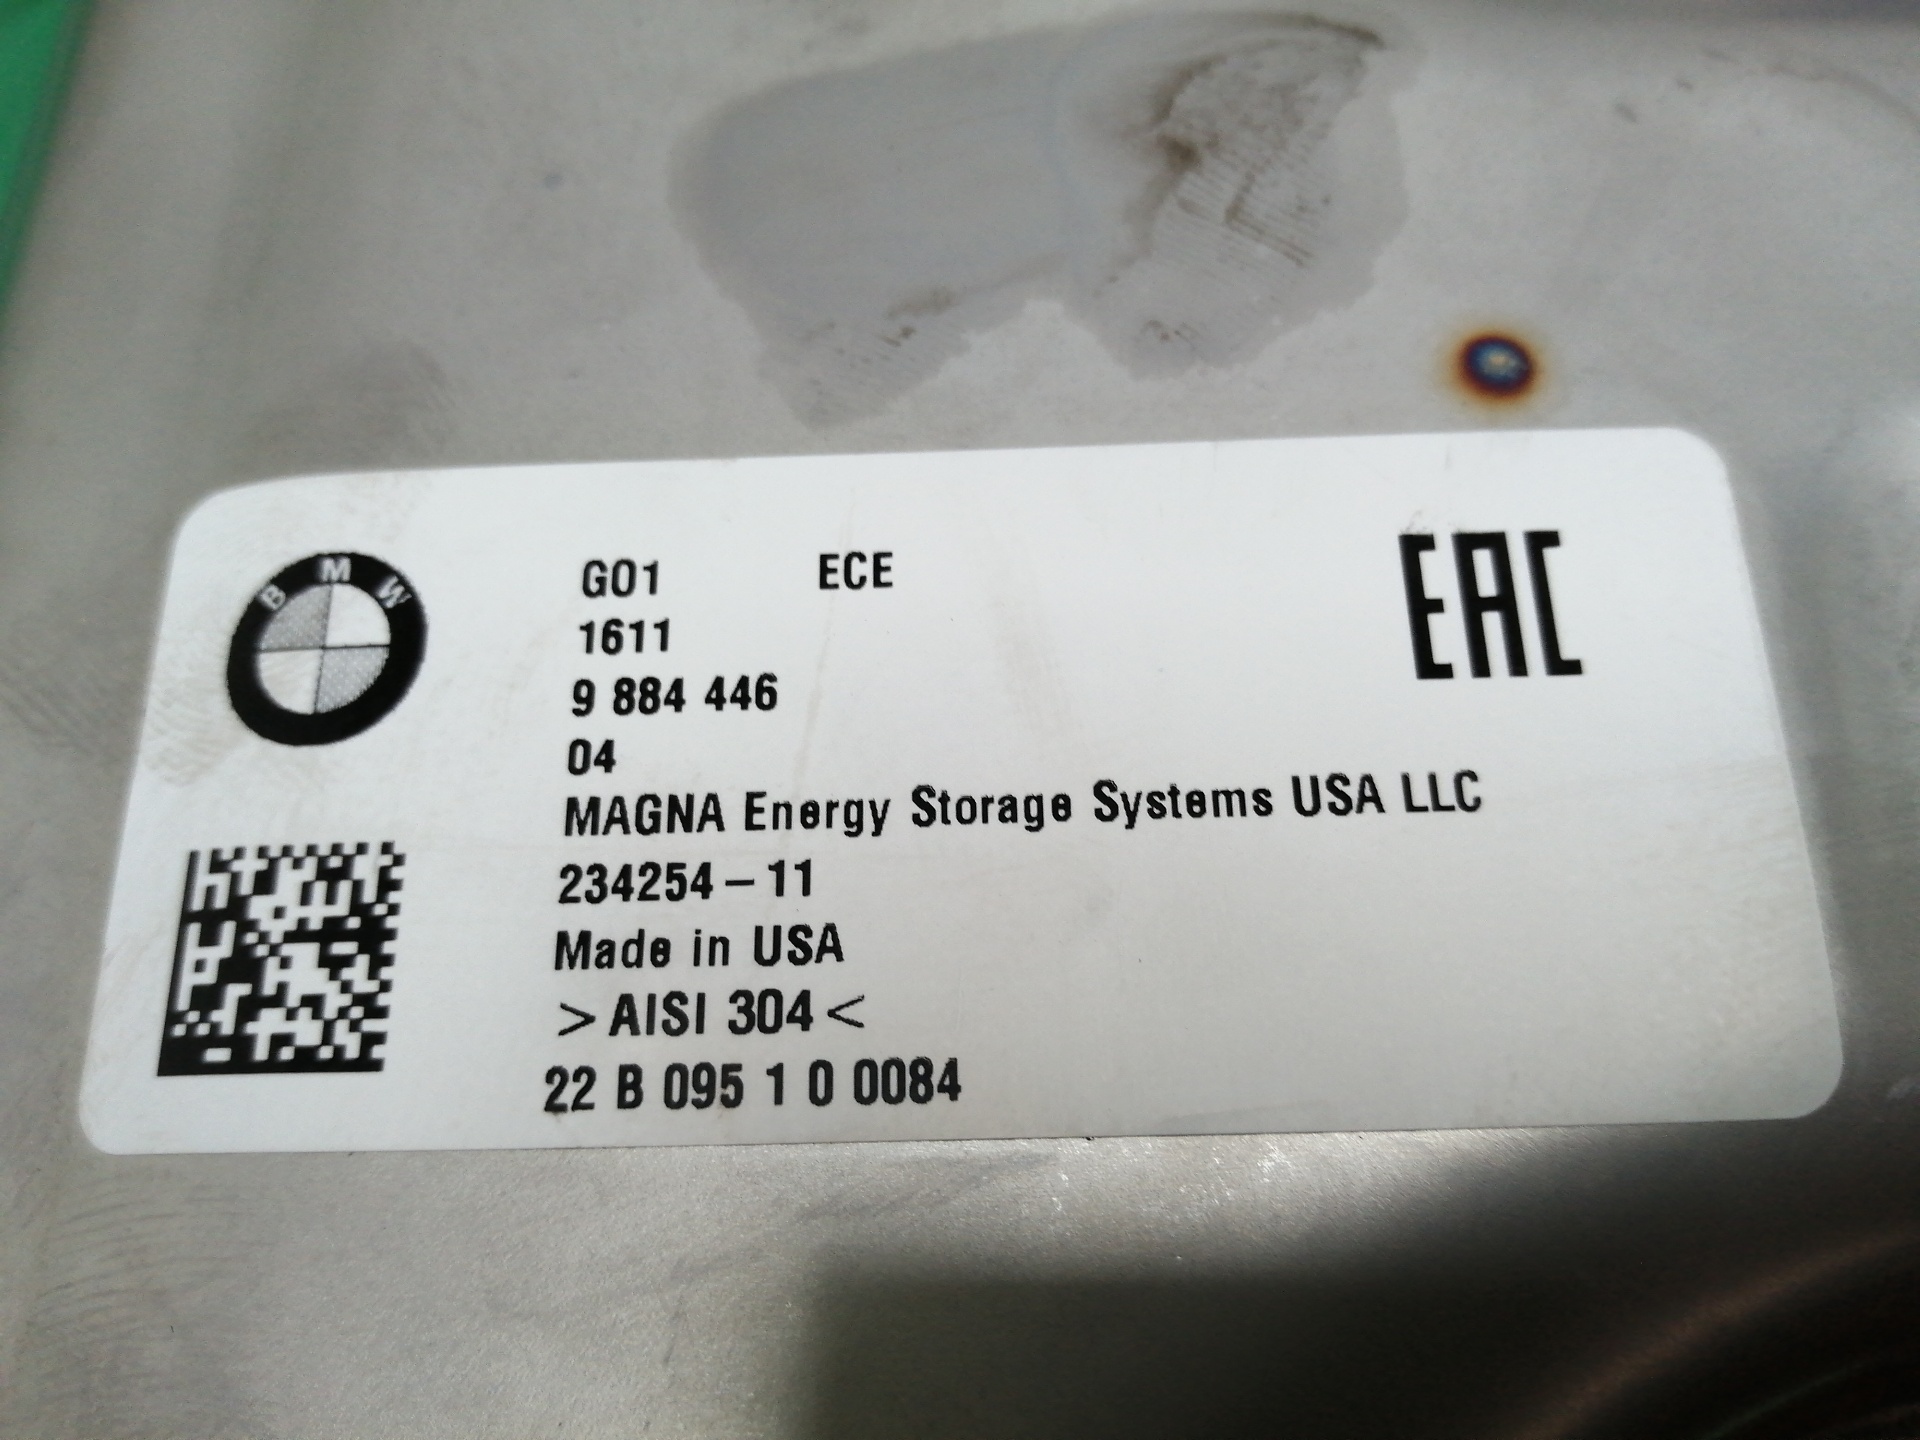 BMW
G01 ECE
EAC
1611
9 884 446
04
MAGNA Energy Storage Systems USA LLC
234254-11
Made in USA
>AISI 304<
22 B 095 1 0 0084